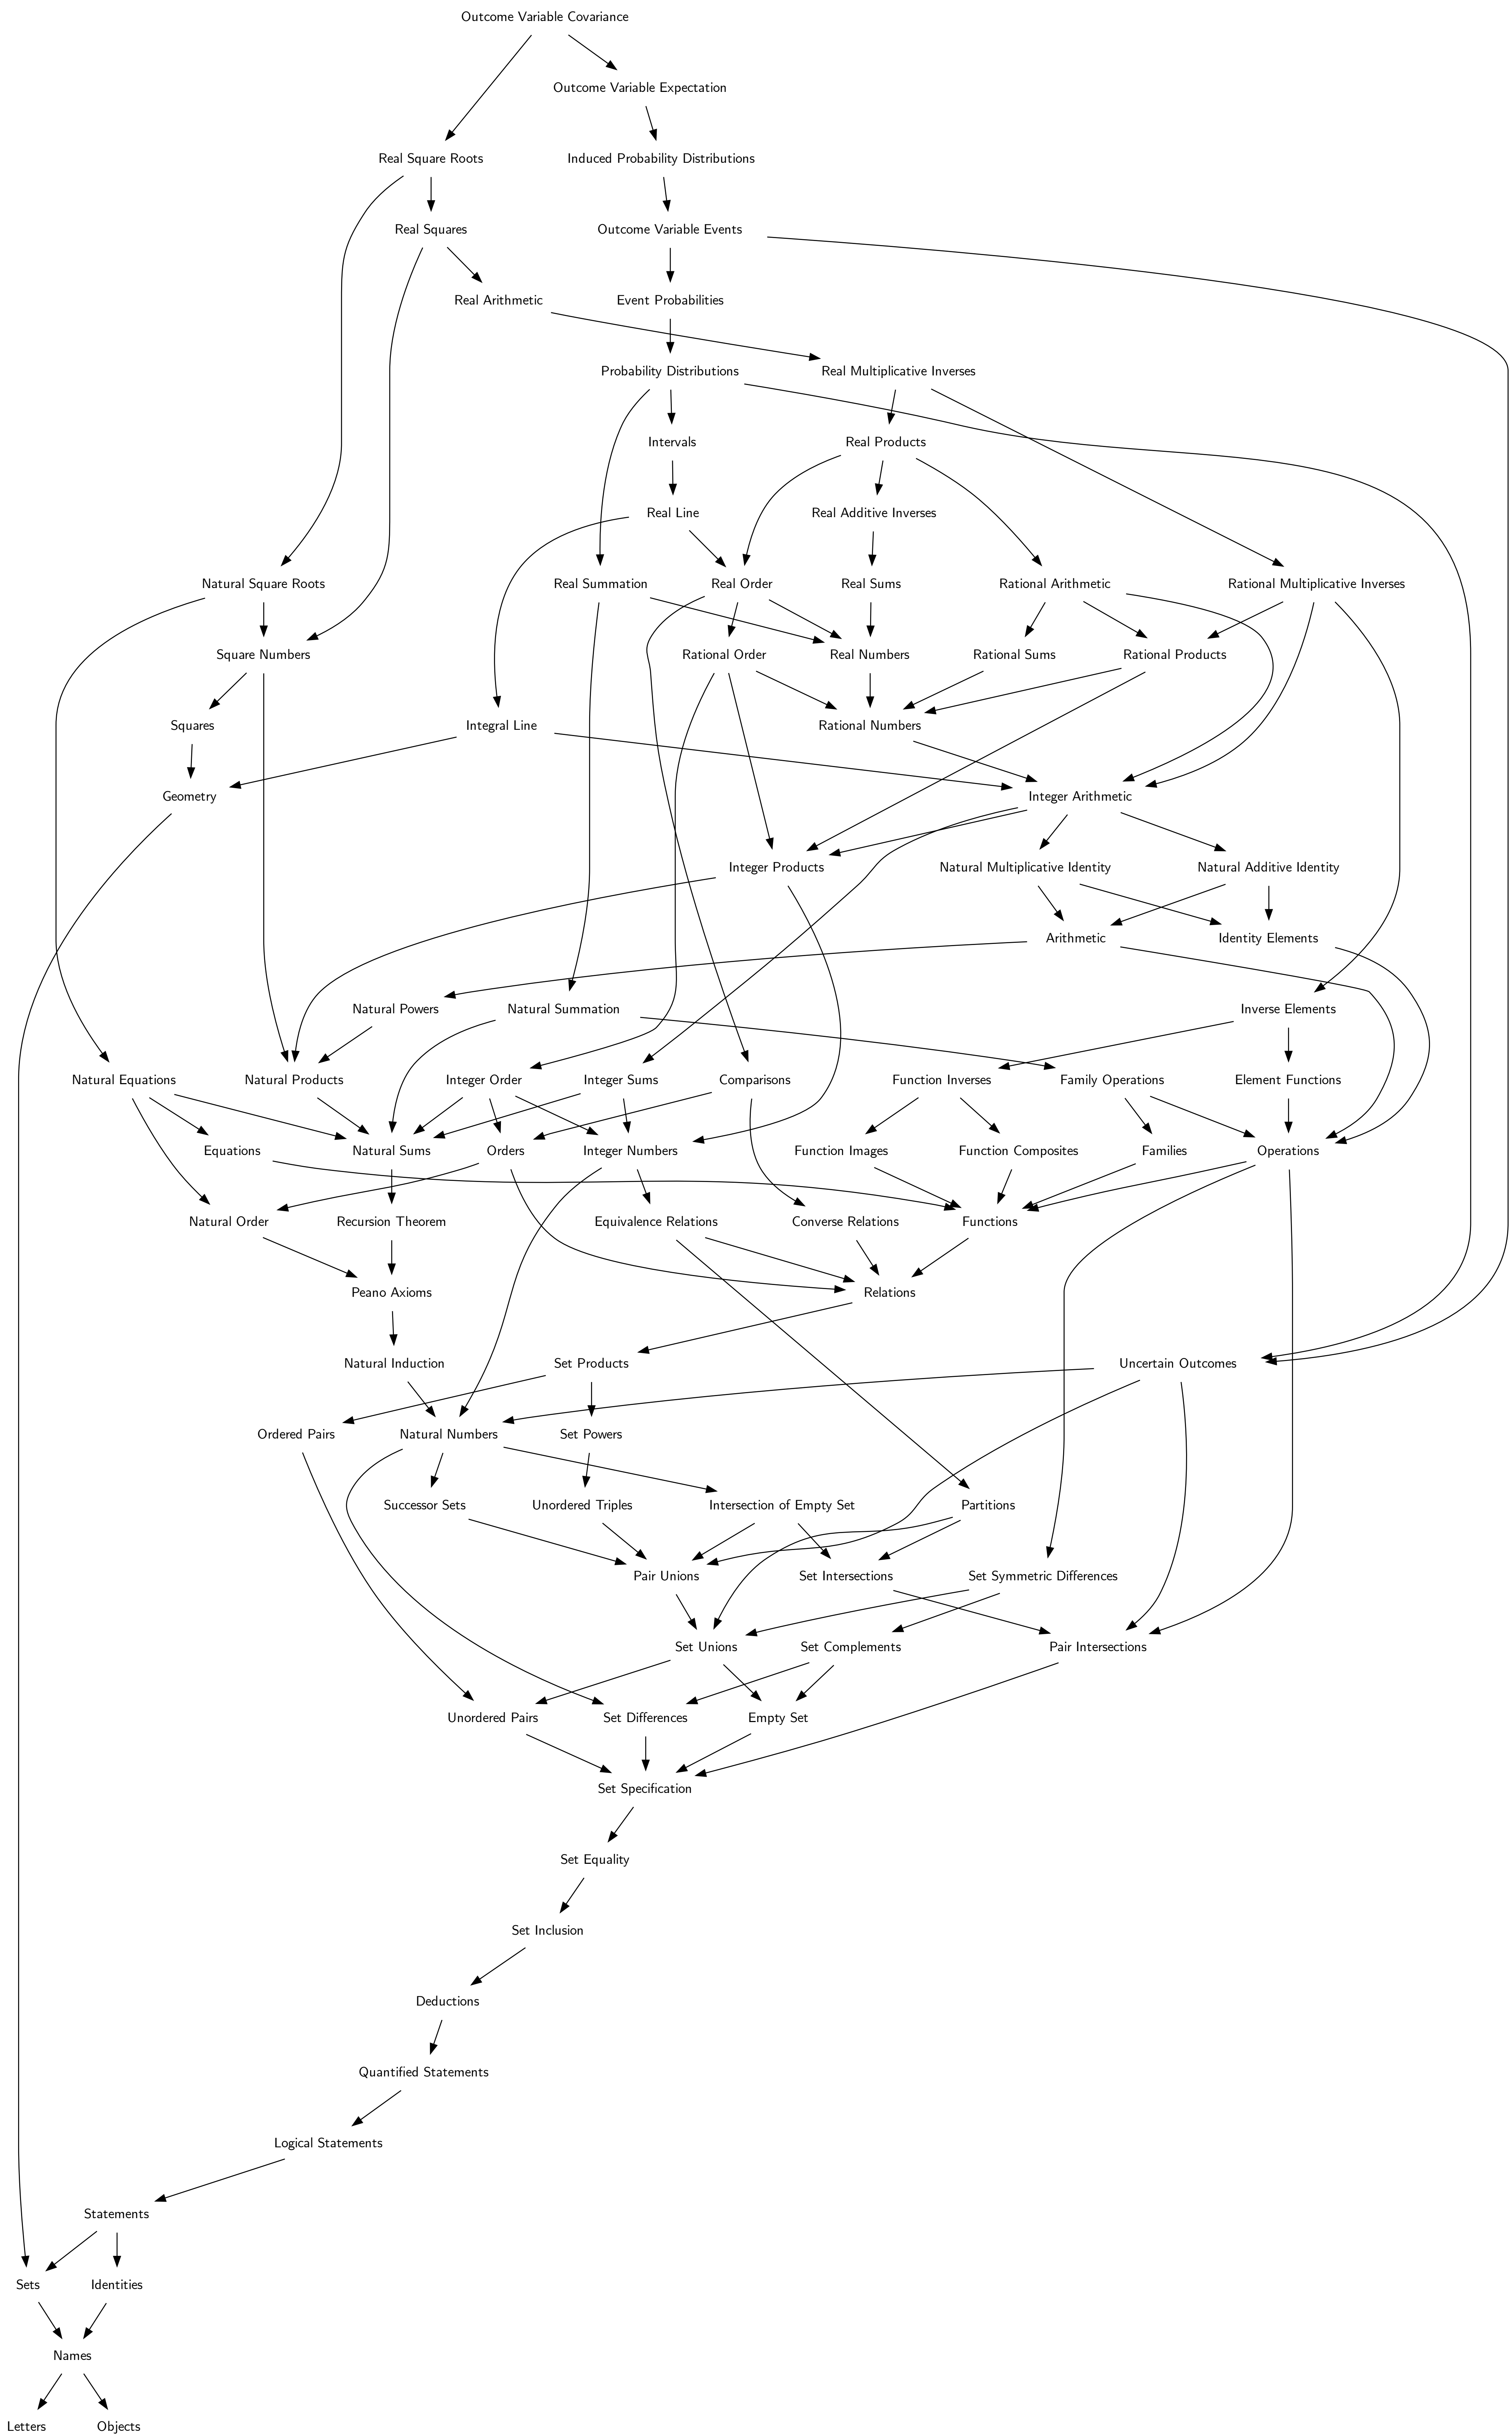 Outcome Variable Covariance
Outcome Variable Expectation
Real Square Roots
Induced Probability Distributions
Real Squares
Outcome Variable Events
Real Arithmetic
Event Probabilities
Probability Distributions
Real Multiplicative Inverses
Intervals
Real Products
Real Line
Real Additive Inverses
Natural Square Roots
Real Summation
Real Order
Real Sums
Rational Arithmetic
Rational Multiplicative Inverses
Square Numbers
Rational Order
Real Numbers
Rational Sums
Rational Products
Squares
Integral Line
Rational Numbers
Geometry
Integer Arithmetic
Integer Products
Natural Multiplicative Identity
Natural Additive Identity
Arithmetic
Identity Elements
Natural Powers
Natural Summation
Inverse Elements
Natural Equations
Natural Products
Integer Order
Integer Sums
Comparisons
Function Inverses
Family Operations
Element Functions
Equations
Natural Sums
Orders
Integer Numbers
Function Images
Function Composites
Families
Operations
Natural Order
Recursion Theorem
Equivalence Relations
Converse Relations
Functions
Peano Axioms
Relations
Natural Induction
Set Products
Uncertain Outcomes
Ordered Pairs
Natural Numbers
Set Powers
Successor Sets
Unordered Triples
Intersection of Empty Set
Partitions
Pair Unions
Set Intersections
Set Symmetric Differences
Set Unions
Set Complements
Pair Intersections
Unordered Pairs
Set Differences
Empty Set
Set Specification
Set Equality
Set Inclusion
Deductions
Quantified Statements
Logical Statements
Statements
Sets
Identities
Names
Letters
Objects